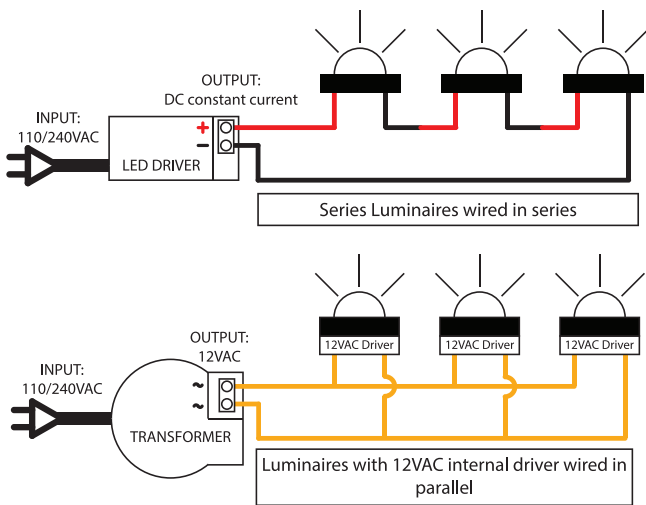 OUTPUT:
DC constant current
INPUT:
110/240VAC
+
−
LED DRIVER
Series Luminaires wired in series
12VAC Driver
12VAC Driver
12VAC Driver
OUTPUT:
12VAC
INPUT:
110/240VAC
~
~
TRANSFORMER
Luminaires with 12VAC internal driver wired in
parallel